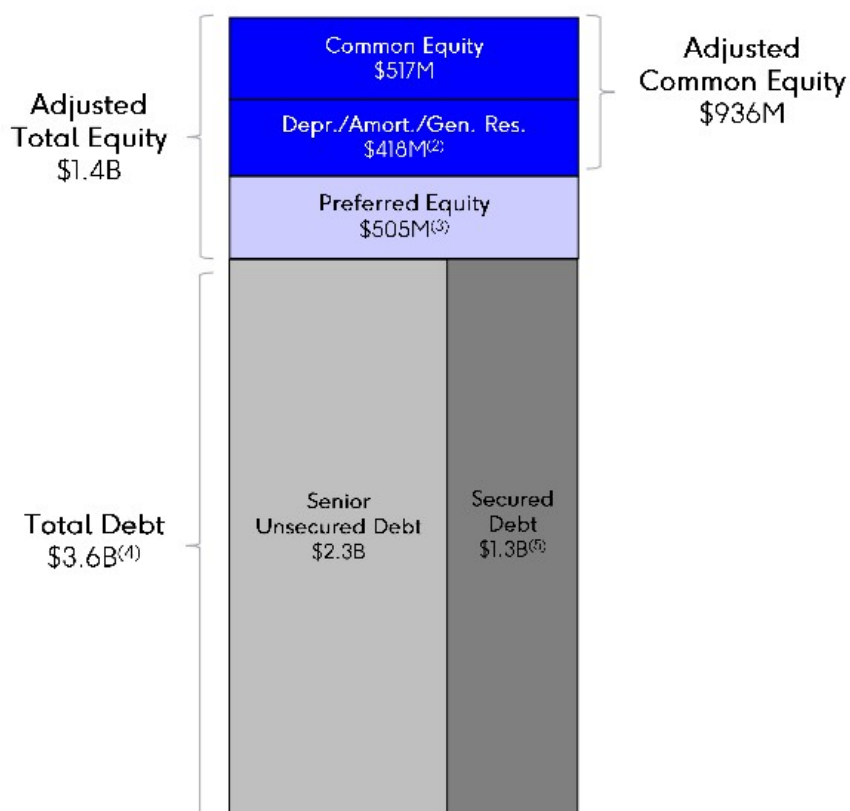 Common Equity
$517M
Adjusted
Common Equity
$936M
Adjusted
Total Equity
$1.4B
Depr./Amort./Gen. Res.
$418M(2)
Preferred Equity
$505M(3)
Total Debt
$3.6B(4)
Senior
Unsecured Debt
$2.3B
Secured
Debt
$1.3B(5)